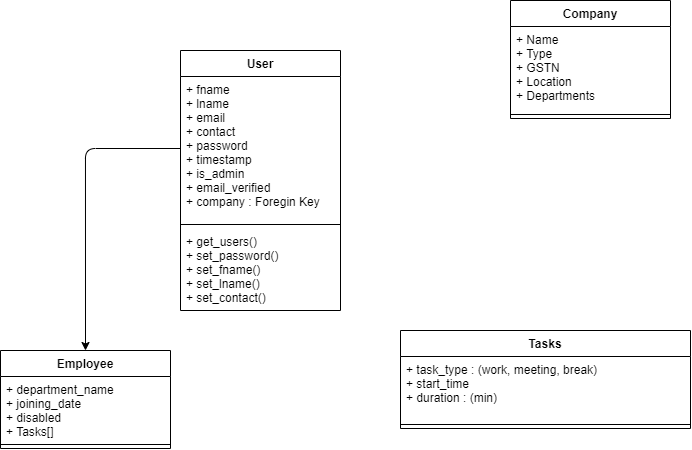 Company
+ Name
+ Type
+ GSTN
+ Location
+ Departments
User
+ fname
+ lname
+ email
+ contact
+ password
+ timestamp
+ is_admin
+ email_verified
+ company : Foregin Key
+ get_users()
+ set_password()
+ set_fname()
+ set_lname()
+ set_contact()
Employee
+ department_name
+ joining_date
+ disabled
+ Tasks[]
Tasks
+ task_type : (work, meeting, break)
+ start_time
+ duration : (min)